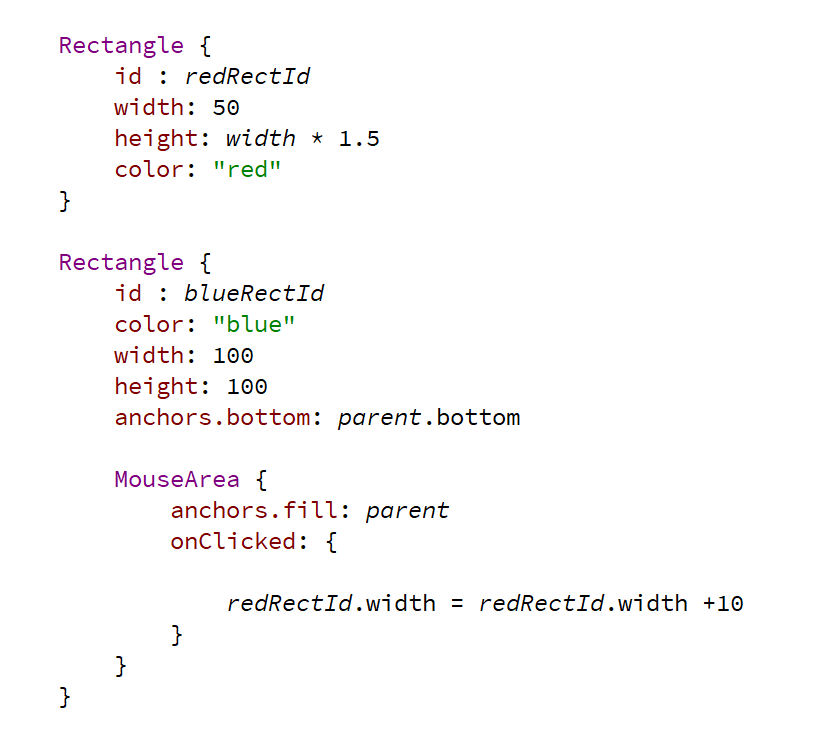 Rectangle {
    id : redRectId
    width: 50
    height: width * 1.5
    color: "red"
}

Rectangle {
    id : blueRectId
    color: "blue"
    width: 100
    height: 100
    anchors.bottom: parent.bottom

    MouseArea {
        anchors.fill: parent
        onClicked: {

            redRectId.width = redRectId.width +10
        }
    }
}